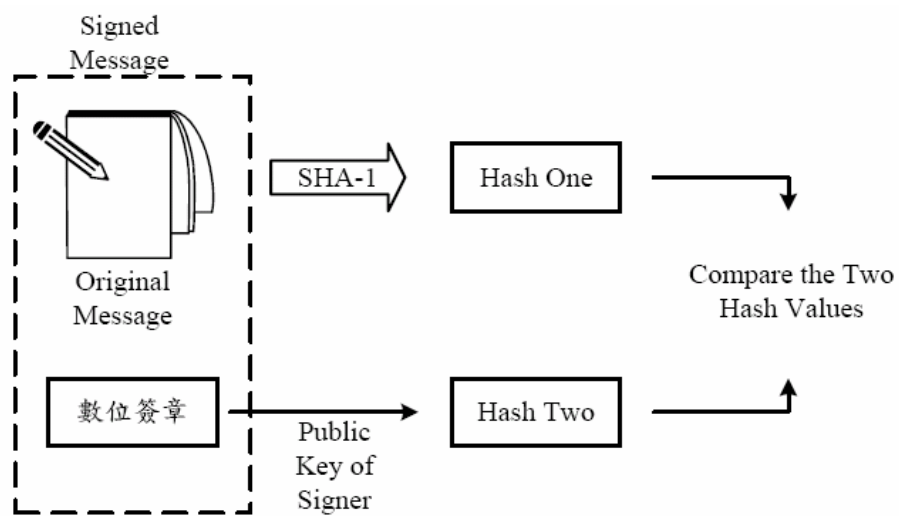 Signed
Message
SHA-1
Hash One
Original
Message
Compare the Two
Hash Values
數位簽章
Public
Key of
Signer
Hash Two